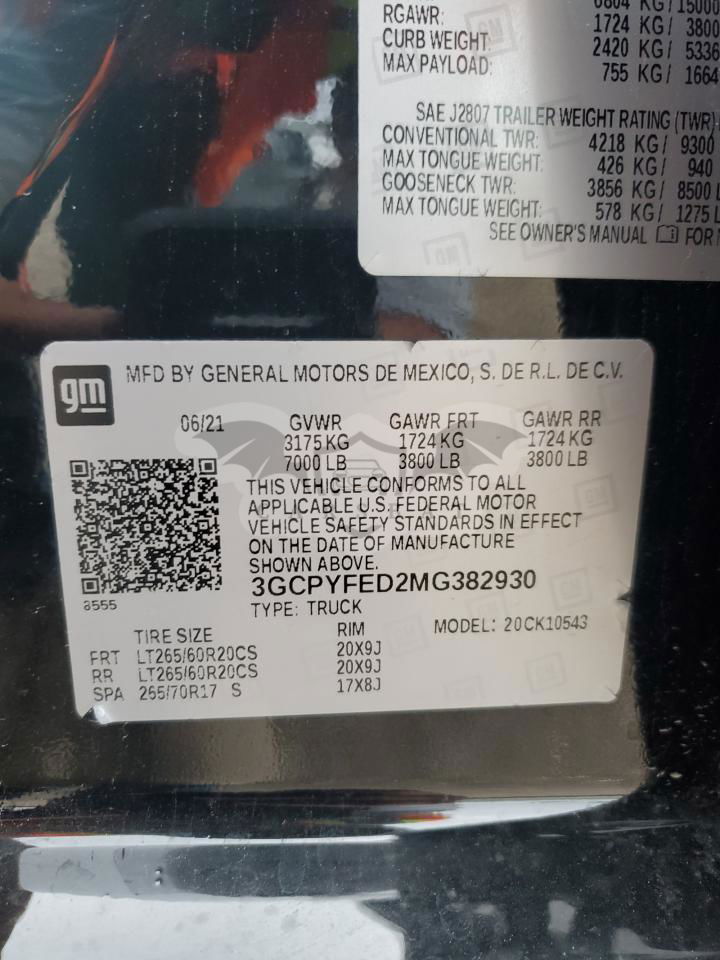 6804 KG/15000
RGAWR: 1724 KG / 3800
CURB WEIGHT: 2420 KG / 5336
MAX PAYLOAD: 755 KG/ 1664
SAE J2807 TRAILER WEIGHT RATING (TWR)
CONVENTIONAL TWR: 4218 KG/ 9300
MAX TONGUE WEIGHT: 426 KG/ 940
GOOSENECK TWR: 3856 KG/ 8500 L
MAX TONGUE WEIGHT: 578 KG/ 1275 L
SEE OWNER'S MANUAL FOR
gm
MFD BY GENERAL MOTORS DE MEXICO, S. DE R.L. DE C.V.
06/21 GVWR GAWR FRT GAWR RR
3175 KG 1724 KG 1724 KG
7000 LB 3800 LB 3800 LB
THIS VEHICLE CONFORMS TO ALL
APPLICABLE U.S. FEDERAL MOTOR
VEHICLE SAFETY STANDARDS IN EFFECT
ON THE DATE OF MANUFACTURE
SHOWN ABOVE.
3GCPYFED2MG382930
8555
TYPE: TRUCK
MODEL: 20CK10543
TIRE SIZE RIM
FRT LT265/60R20CS 20X9J
RR LT265/60R20CS 20X9J
SPA 265/70R17 S 17X8J